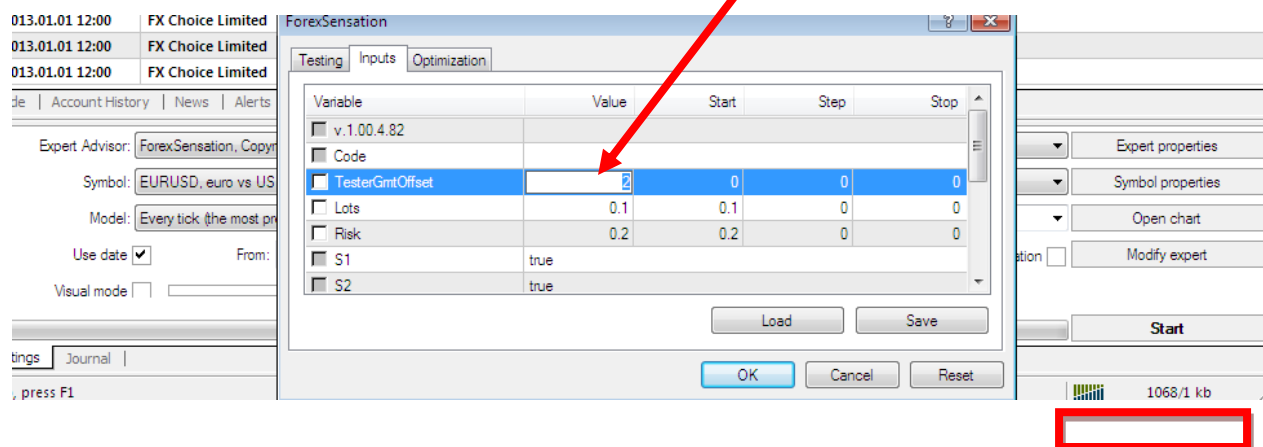 013.01.01 12:00 FX Choice Limited
013.01.01 12:00 FX Choice Limited
013.01.01 12:00 FX Choice Limited
de | Account History | News | Alerts
Expert Advisor: ForexSensation, Copyr
Symbol: EURUSD, euro vs US
Model: Every tick (the most pr
Use date From:
Visual mode
tings Journal |
, press F1
ForexSensation
Testing Inputs Optimization
Variable Value Start Step Stop
v.1.00.4.82
Code
TesterGmtOffset 2 0 0 0
Lots 0.1 0.1 0 0
Risk 0.2 0.2 0 0
S1 true
S2 true
Load Save
OK Cancel Reset
Expert properties
Symbol properties
Open chart
ation Modify expert
Start
1068/1 kb